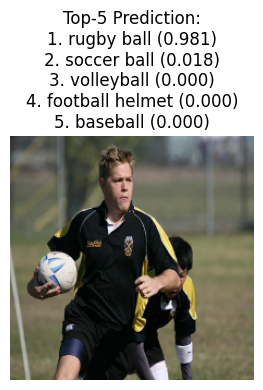 Top-5 Prediction:
1. rugby ball (0.981)
2. soccer ball (0.018)
3. volleyball (0.000)
4. football helmet (0.000)
5. baseball (0.000)